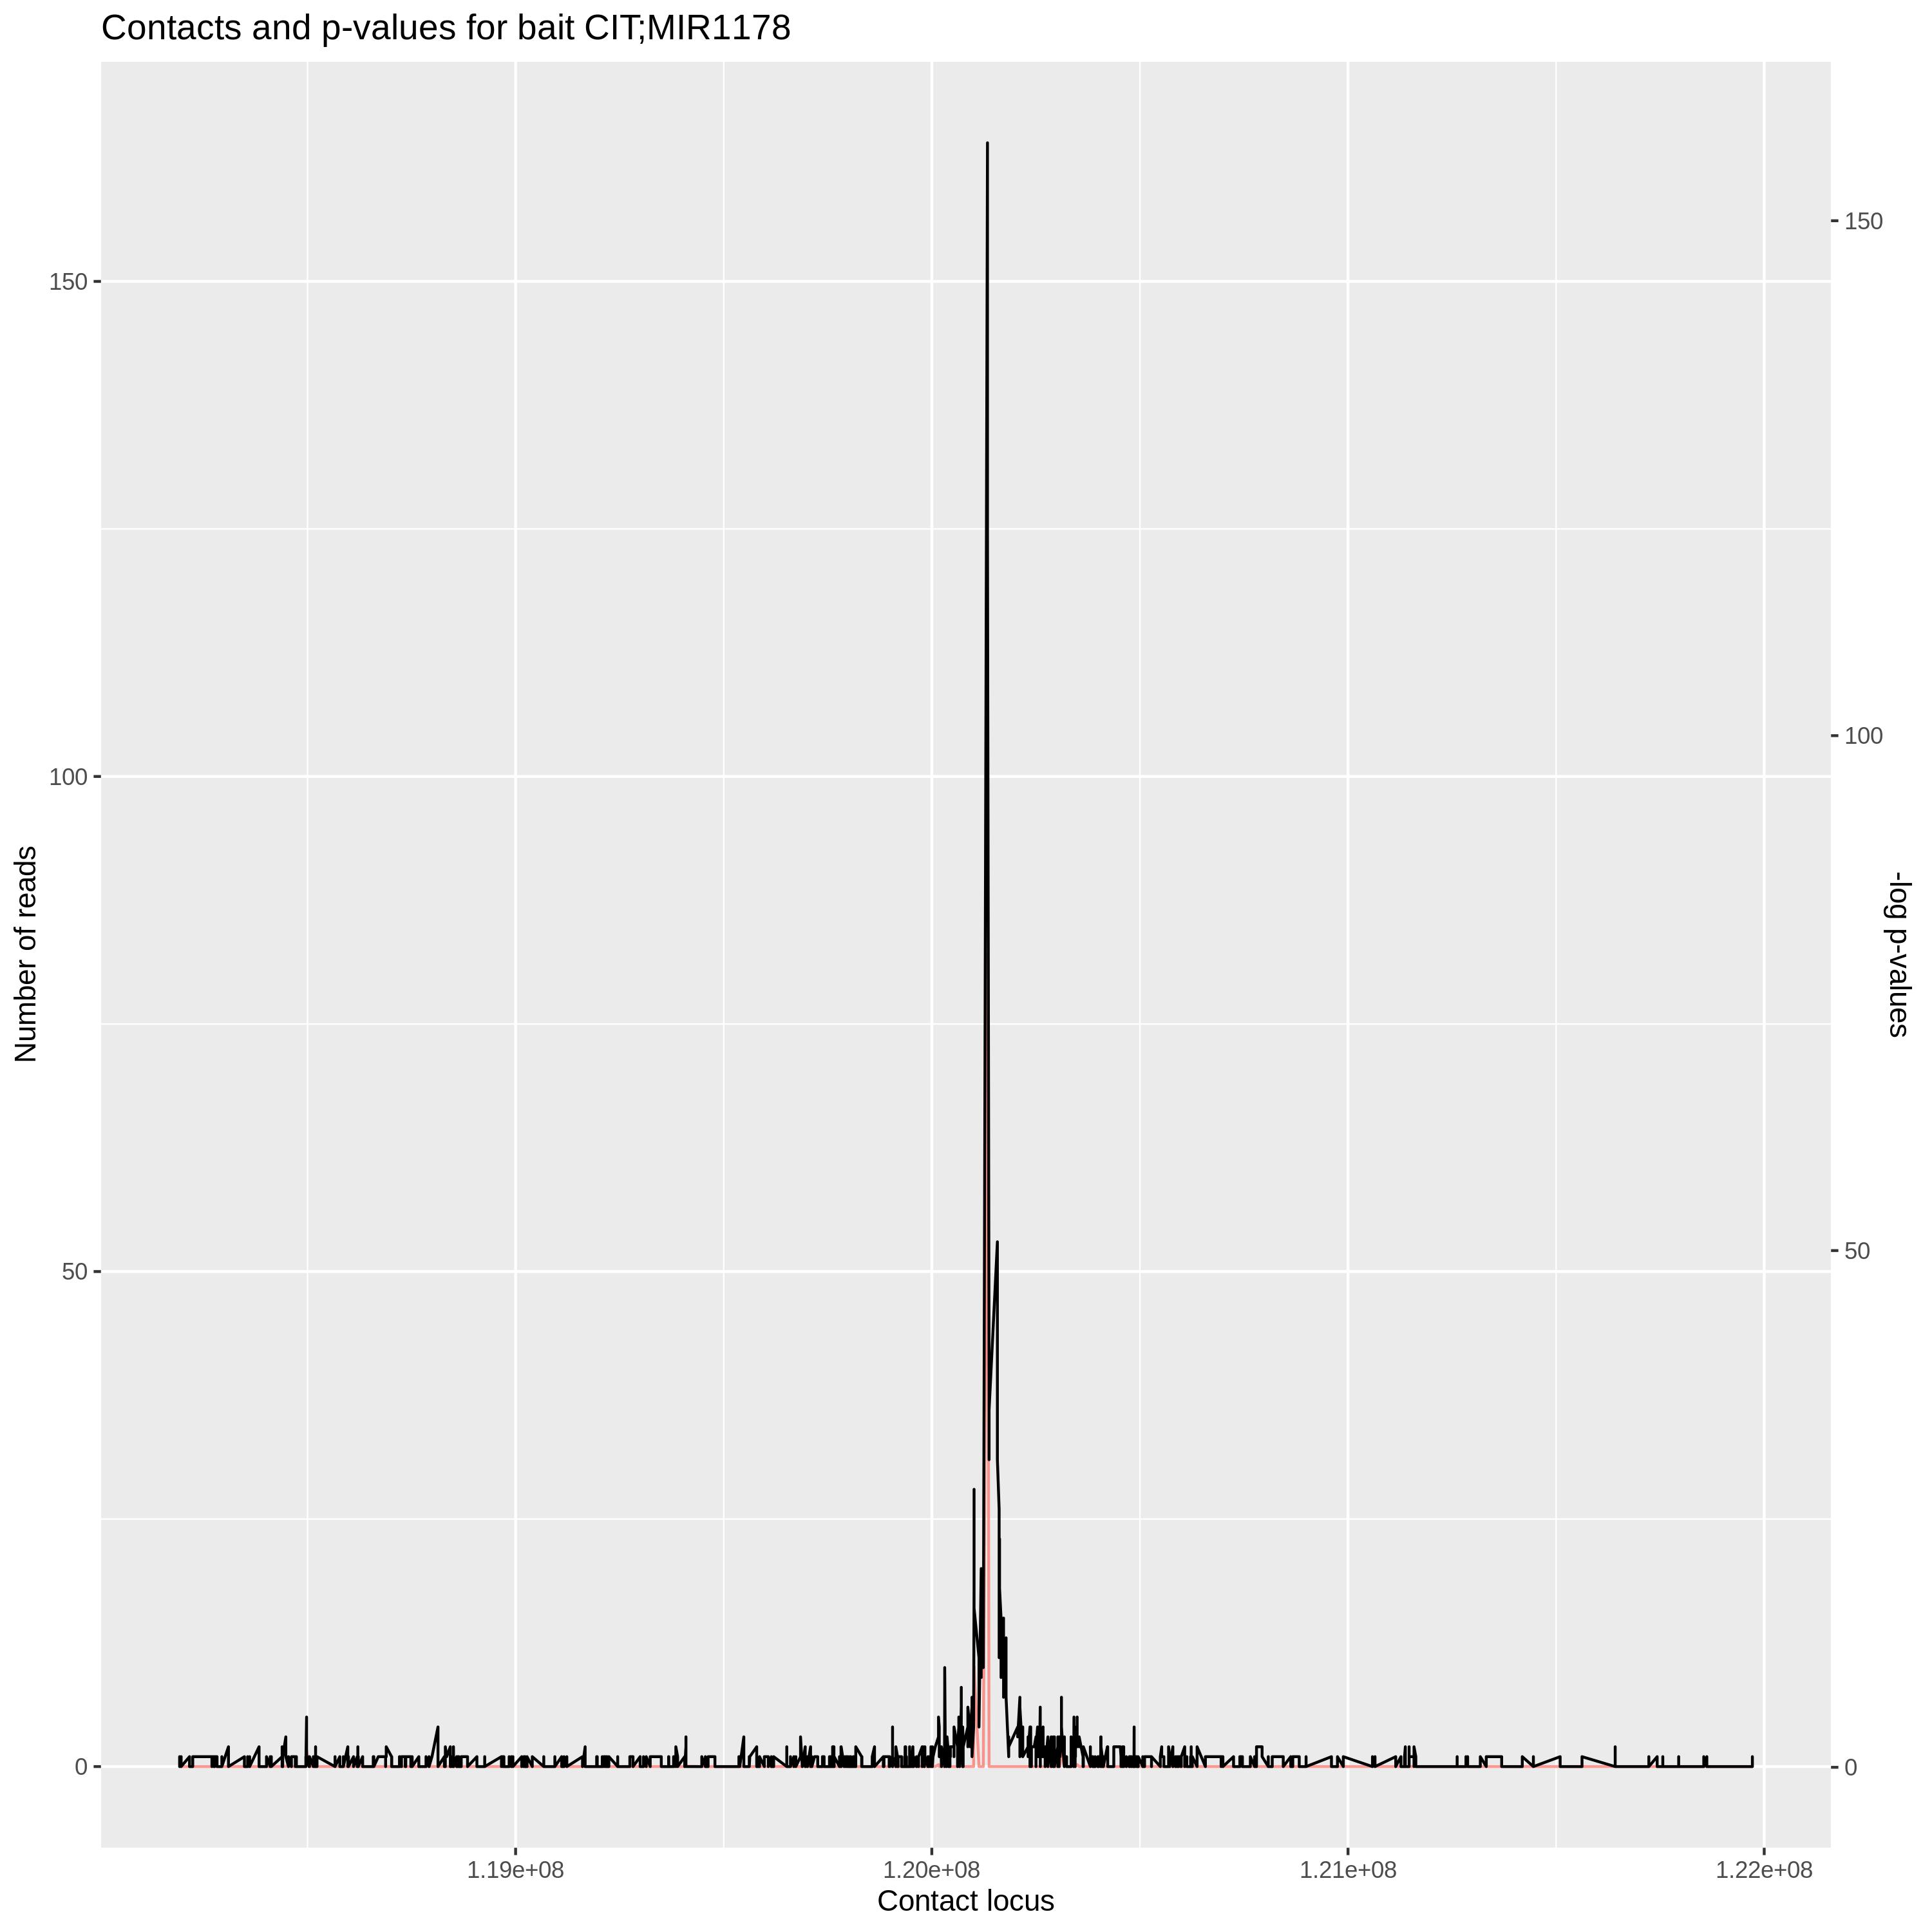 Contacts and p-values for bait CIT;MIR1178
150
100
50
0
Number of reads
150
100
50
0
-log p-values
1.19e+08 1.20e+08 1.21e+08 1.22e+08
Contact locus